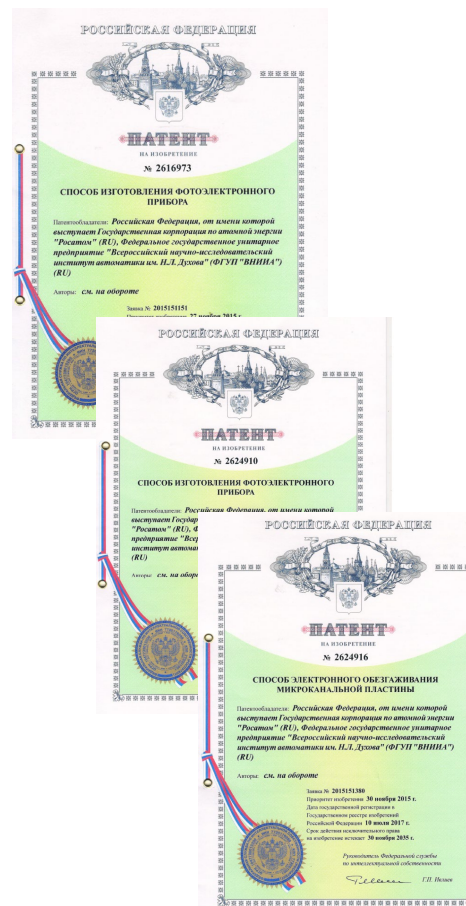 РОССИЙСКАЯ ФЕДЕРАЦИЯ
ПАТЕНТ
НА ИЗОБРЕТЕНИЕ
№ 2616973
СПОСОБ ИЗГОТОВЛЕНИЯ ФОТОЭЛЕКТРОННОГО
ПРИБОРА
Патентообладатели: Российская Федерация, от имени которой
выступает Государственная корпорация по атомной энергии
"Росатом" (RU), Федеральное государственное унитарное
предприятие "Всероссийский научно-исследовательский
институт автоматики им. Н.Л. Духова" (ФГУП "ВНИИА")
(RU)
Авторы: см. на обороте
Заявка № 2015151151
27 ноября 2015 г.
РОССИЙСКАЯ ФЕДЕРАЦИЯ
ПАТЕНТ
НА ИЗОБРЕТЕНИЕ
№ 2624910
СПОСОБ ИЗГОТОВЛЕНИЯ ФОТОЭЛЕКТРОННОГО
ПРИБОРА
Патентообладатели: Российская Федерация, от имени которой
выступает Государ
"Росатом" (RU), Ф
предприятие "Всер
институт автомат
(RU)
Авторы: см. на оборо
РОССИЙСКАЯ ФЕДЕРАЦИЯ
ПАТЕНТ
НА ИЗОБРЕТЕНИЕ
№ 2624916
СПОСОБ ЭЛЕКТРОННОГО ОБЕЗГАЖИВАНИЯ
МИКРОКАНАЛЬНОЙ ПЛАСТИНЫ
Патентообладатели: Российская Федерация, от имени которой
выступает Государственная корпорация по атомной энергии
"Росатом" (RU), Федеральное государственное унитарное
предприятие "Всероссийский научно-исследовательский
институт автоматики им. Н.Л. Духова" (ФГУП "ВНИИА")
(RU)
Авторы: см. на обороте
Заявка № 2015151380
Приоритет изобретения 30 ноября 2015 г.
Дата государственной регистрации в
Государственном реестре изобретений
Российской Федерации 10 июля 2017 г.
Срок действия исключительного права
на изобретение истекает 30 ноября 2035 г.
Руководитель Федеральной службы
по интеллектуальной собственности
Г.П. Ивлиев